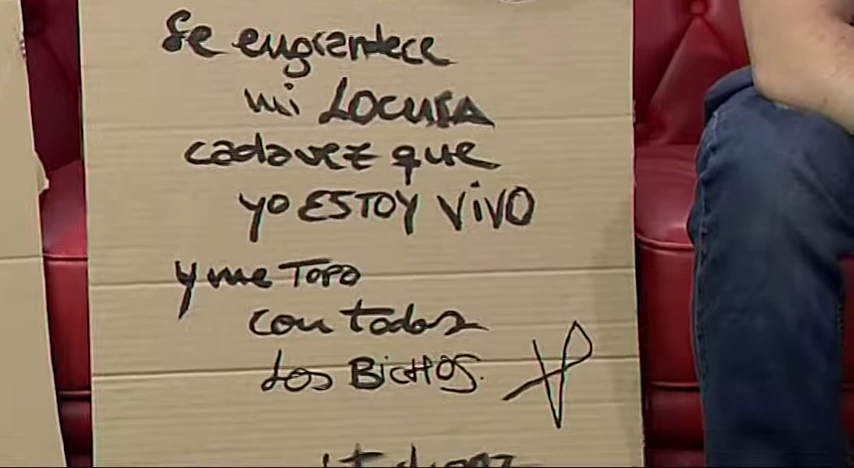 Se engrandece
mi LOCURA
cadavez que
yo ESTOY VIVO
y me TOPO
con todos
Los BICHOS.